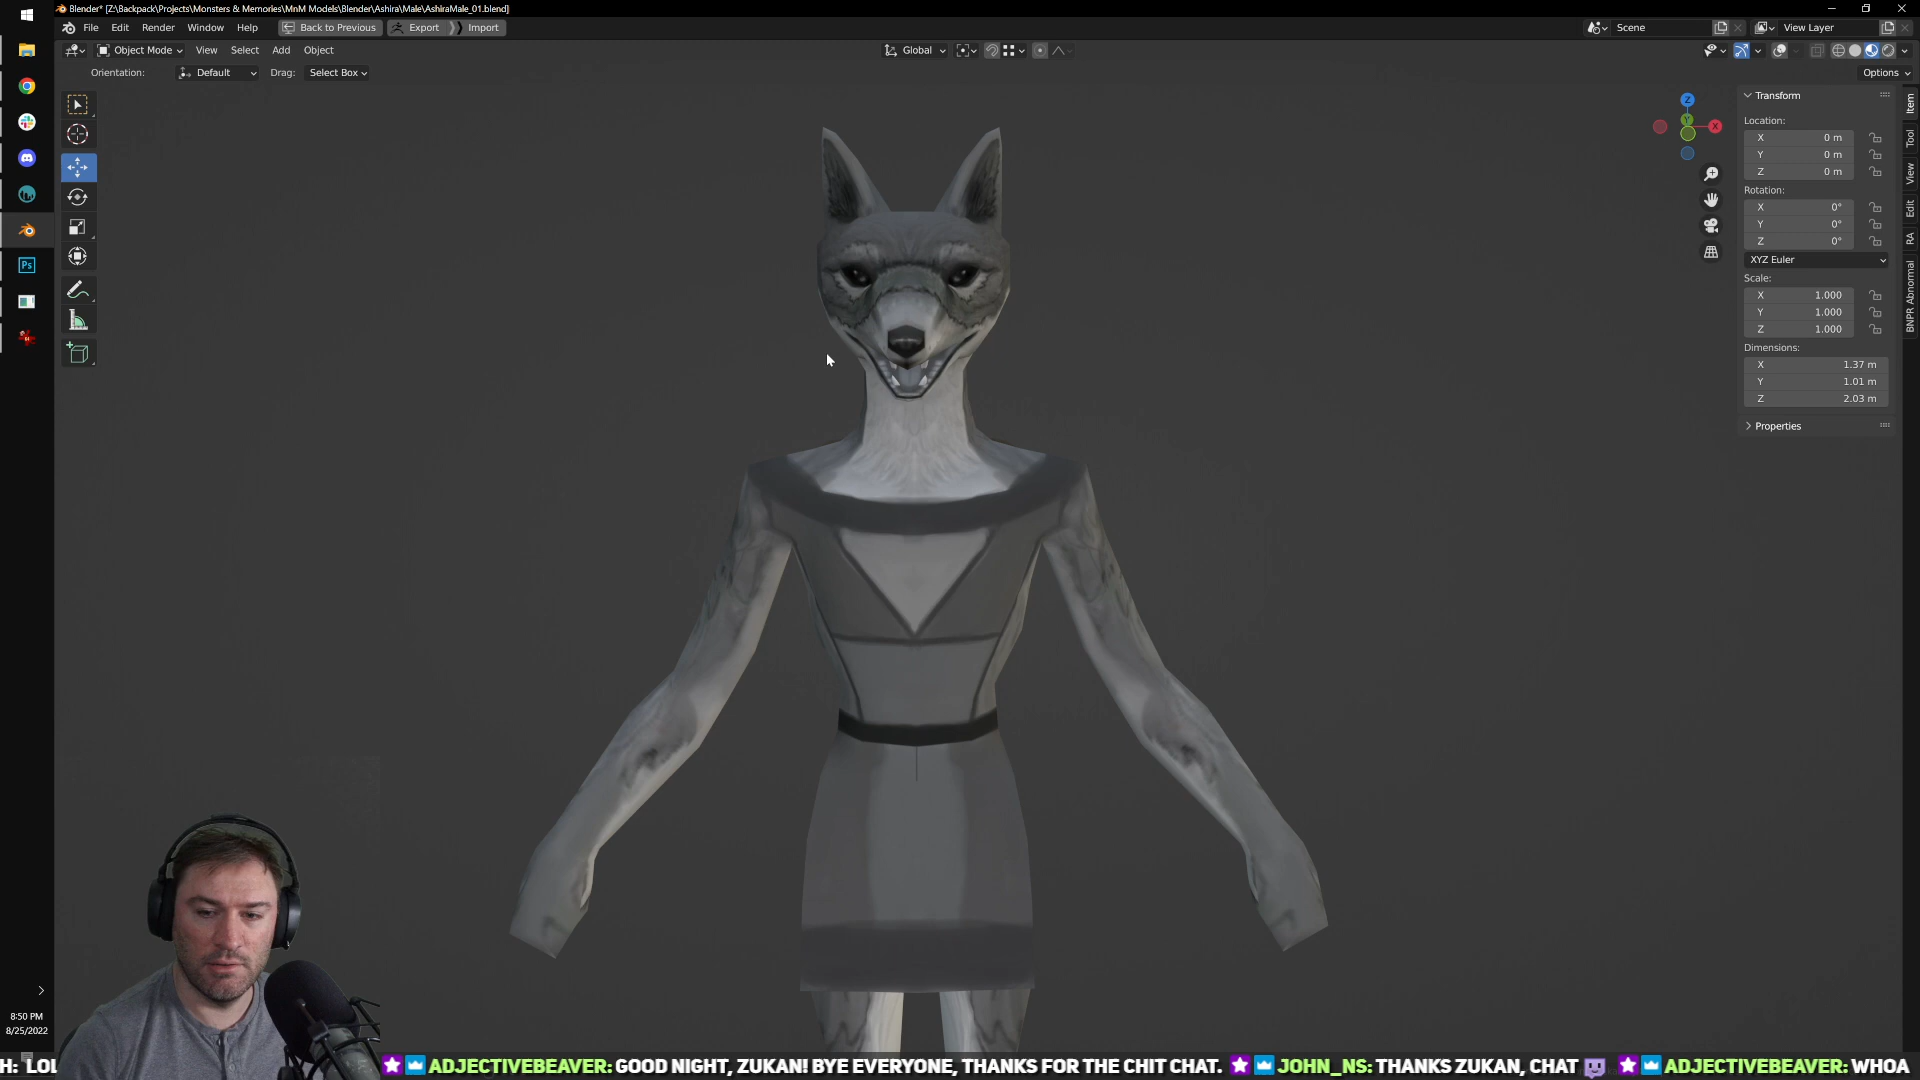 Blender* [Z:\Backpack\Projects\Monsters & Memories\MnM Models\Blender\Ashira\Male\AshiraMale_01.blend]
File Edit Render Window Help Back to Previous Export Import Scene View Layer
Object Mode View Select Add Object Global
Orientation: Default Drag: Select Box Options
Transform
Location:
X 0 m
Y 0 m
Z 0 m
Rotation:
X 0°
Y 0°
Z 0°
XYZ Euler
Scale:
X 1.000
Y 1.000
Z 1.000
Dimensions:
X 1.37 m
Y 1.01 m
Z 2.03 m
Properties
Item
Tool
View
Edit
RA
BNPR Abnormal
Z
Y
X
Ps
8:50 PM
8/25/2022
H: LOL ADJECTIVEBEAVER: GOOD NIGHT, ZUKAN! BYE EVERYONE, THANKS FOR THE CHIT CHAT. JOHN_NS: THANKS ZUKAN, CHAT ADJECTIVEBEAVER: WHOA